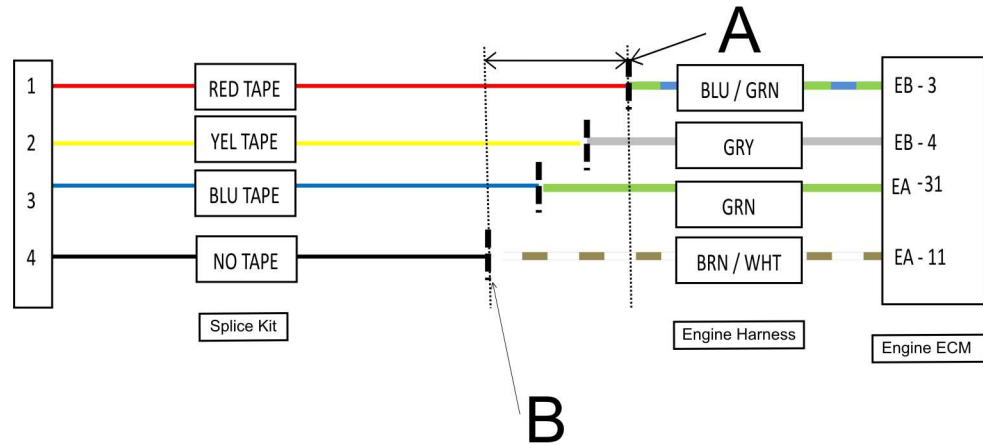 A
1
RED TAPE
BLU / GRN
EB - 3
2
YEL TAPE
GRY
EB - 4
3
BLU TAPE
GRN
EA -31
4
NO TAPE
BRN / WHT
EA - 11
Splice Kit
Engine Harness
Engine ECM
B